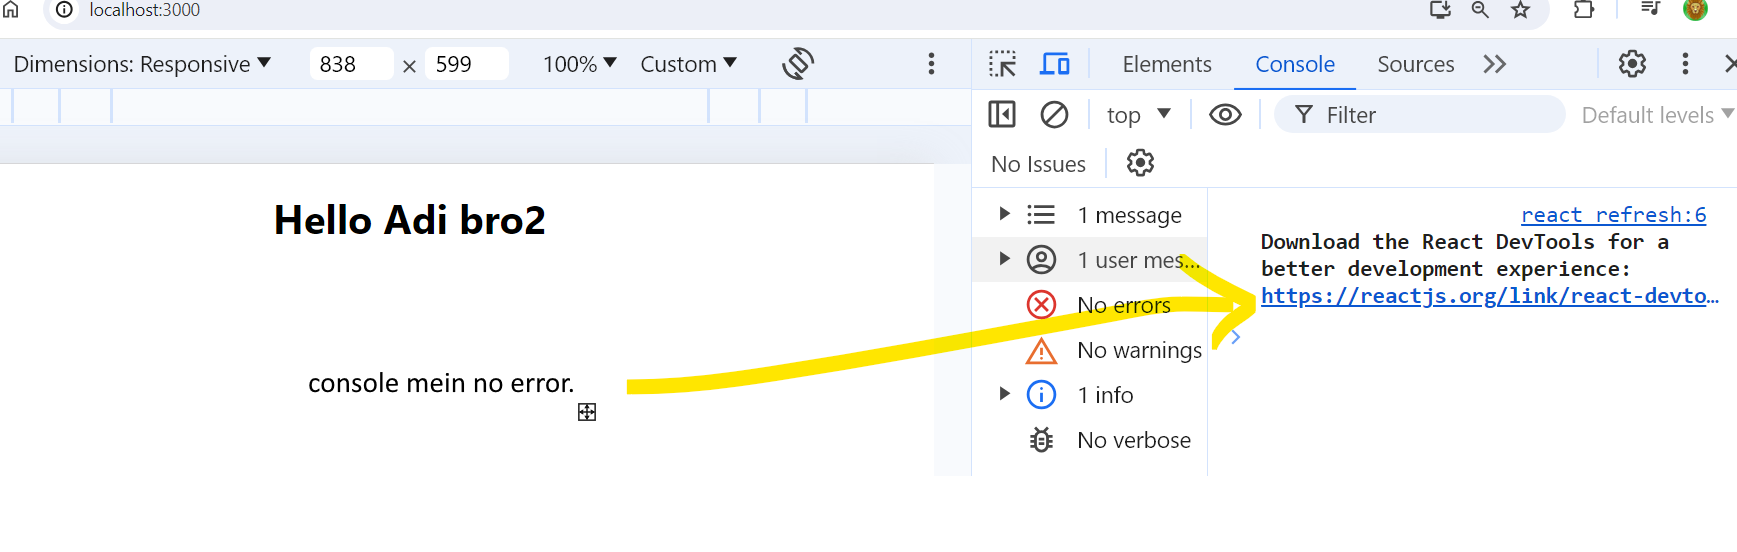 localhost:3000
Dimensions: Responsive 838 × 599 100% Custom
Elements Console Sources
top Filter Default levels
No Issues
Hello Adi bro2
console mein no error.
1 message
1 user mes...
No errors
No warnings
1 info
No verbose
react refresh:6
Download the React DevTools for a
better development experience:
https://reactjs.org/link/react-devto…